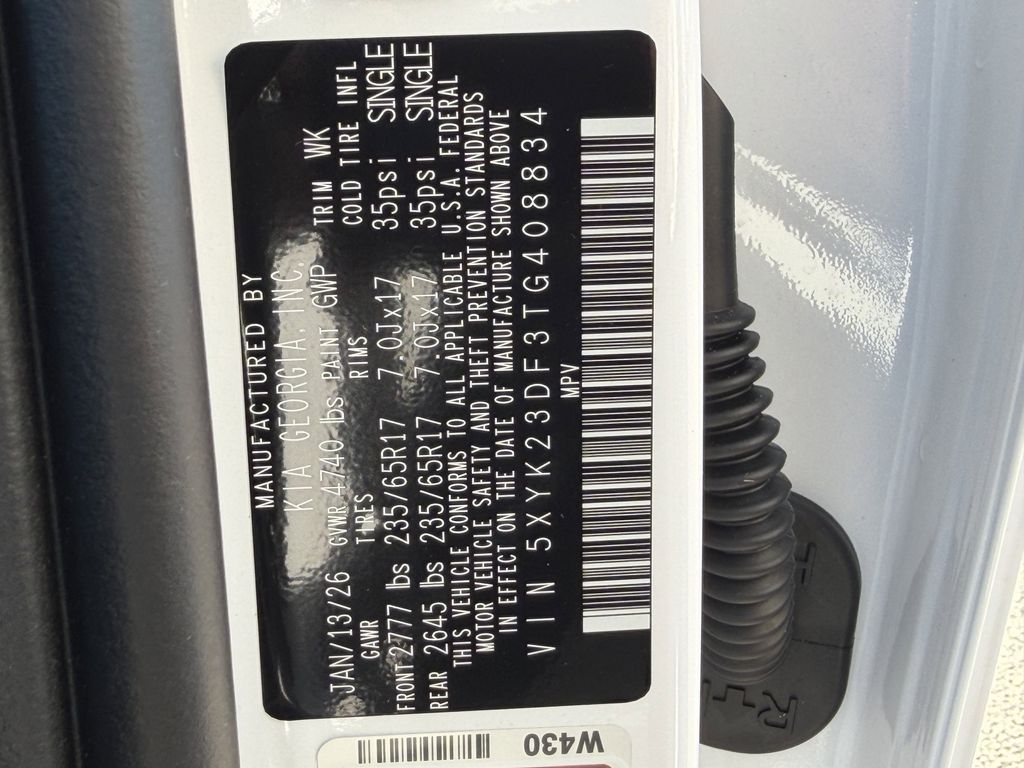 MANUFACTURED BY
KIA GEORGIA. INC.
JAN/13/26 GVWR 4740 lbs PAINT GWP TRIM WK
GAWR TIRES RIMS COLD TIRE INFL
FRONT 2777 lbs 235/65R17 7.0Jx17 35psi SINGLE
REAR 2645 lbs 235/65R17 7.0Jx17 35psi SINGLE
THIS VEHICLE CONFORMS TO ALL APPLICABLE U.S.A. FEDERAL
MOTOR VEHICLE SAFETY AND THEFT PREVENTION STANDARDS
IN EFFECT ON THE DATE OF MANUFACTURE SHOWN ABOVE
VIN 5XYK23DF3TG408834
MPV
W430